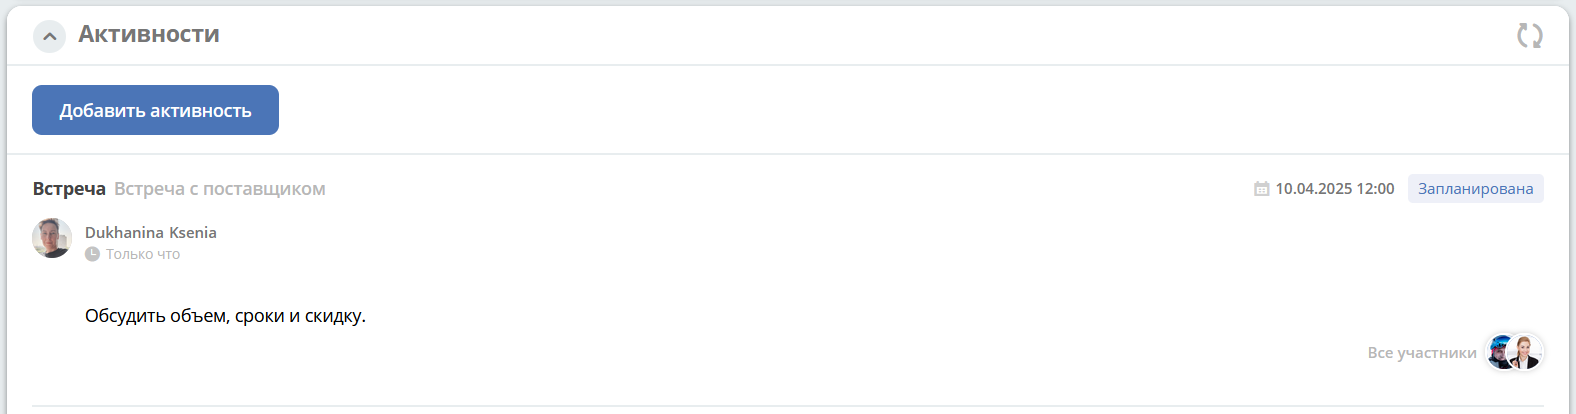 Активности
Добавить активность
Встреча Встреча с поставщиком 10.04.2025 12:00 Запланирована
Dukhanina Ksenia
Только что
Обсудить объем, сроки и скидку.
Все участники